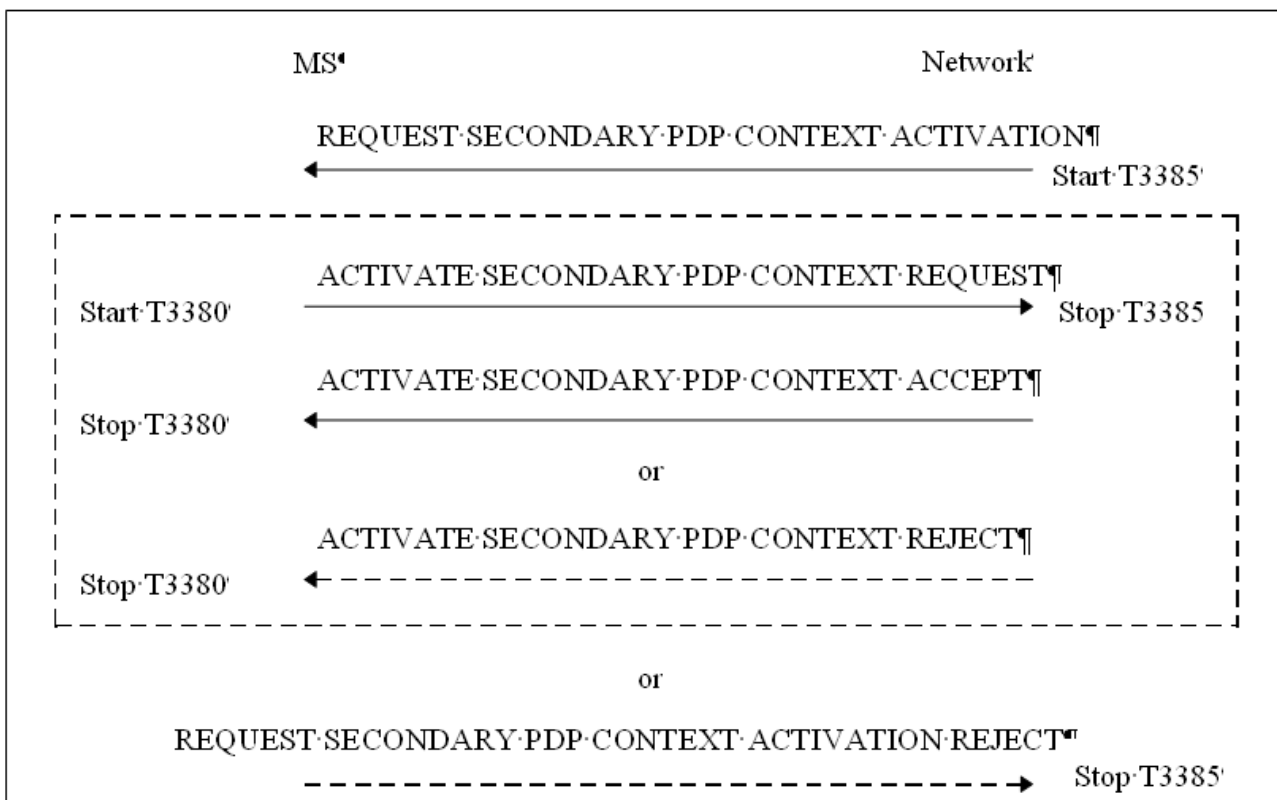 MS Network
REQUEST·SECONDARY·PDP·CONTEXT·ACTIVATION¶
Start·T3385
ACTIVATE·SECONDARY·PDP·CONTEXT·REQUEST¶
Start·T3380 Stop·T3385
ACTIVATE·SECONDARY·PDP·CONTEXT·ACCEPT¶
Stop·T3380
or
ACTIVATE·SECONDARY·PDP·CONTEXT·REJECT¶
Stop·T3380
or
REQUEST·SECONDARY·PDP·CONTEXT·ACTIVATION·REJECT¶
Stop·T3385